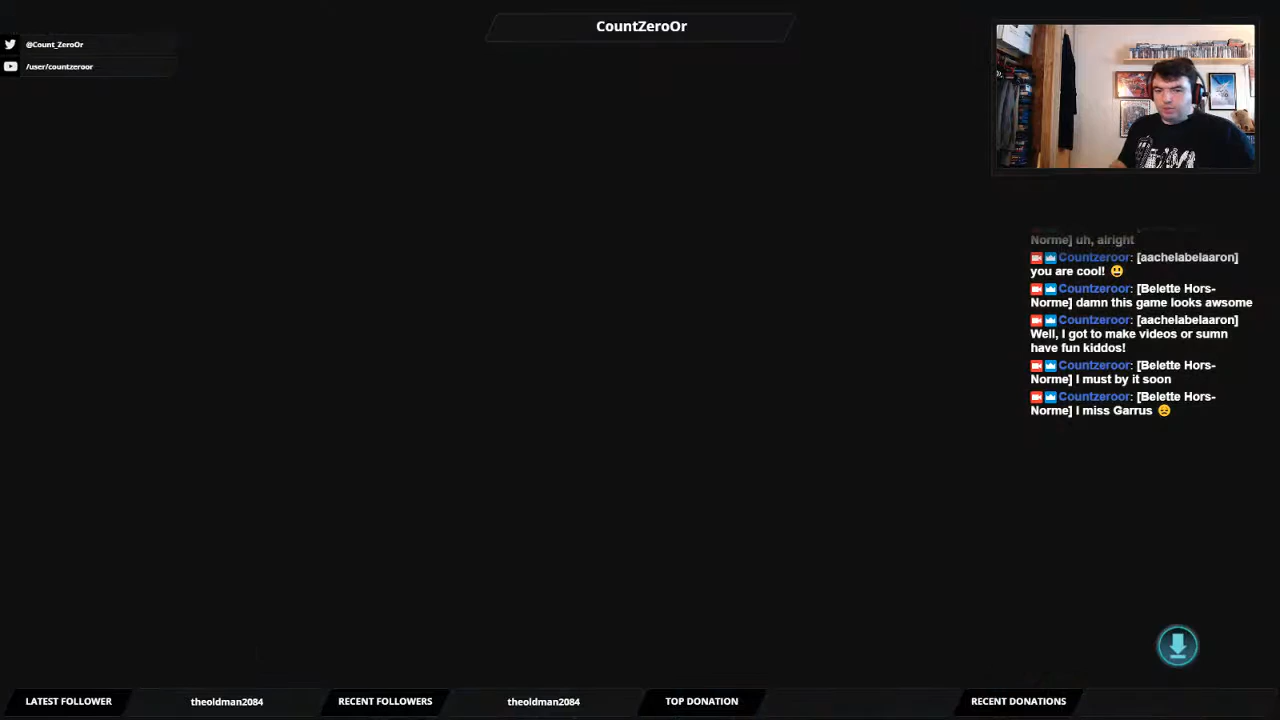 CountZeroOr
@Count_ZeroOr
/user/countzeroor
Norme] uh, alright
Countzeroor: [aachelabelaaron]
you are cool! 😃
Countzeroor: [Belette Hors-
Norme] damn this game looks awsome
Countzeroor: [aachelabelaaron]
Well, I got to make videos or sumn
have fun kiddos!
Countzeroor: [Belette Hors-
Norme] I must by it soon
Countzeroor: [Belette Hors-
Norme] I miss Garrus 😣
LATEST FOLLOWER theoldman2084 RECENT FOLLOWERS theoldman2084 TOP DONATION RECENT DONATIONS